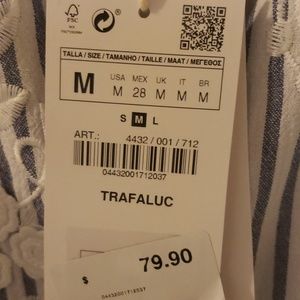 FSC
TALLA / SIZE / TAMANHO / TAILLE / MAAT / ΜΕΓΕΘΟΣ
M
USA MEX UK IT BR
M 28 M M M
S M L
ART.: 4432 / 001 / 712
04432001712037
TRAFALUC
$ 79.90
04432001712037